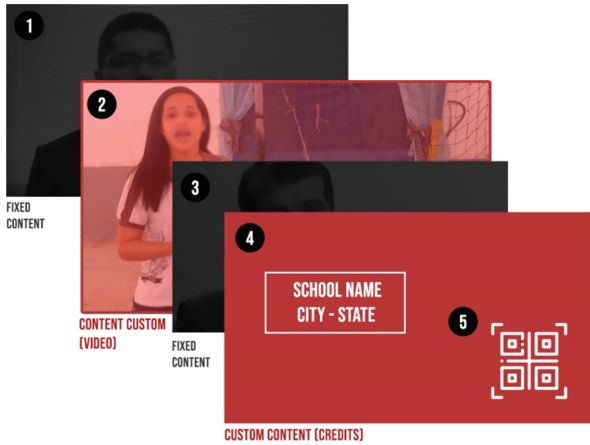 1
FIXED
CONTENT
2
CONTENT CUSTOM
(VIDEO)
3
FIXED
CONTENT
4
SCHOOL NAME
CITY - STATE
5
CUSTOM CONTENT (CREDITS)